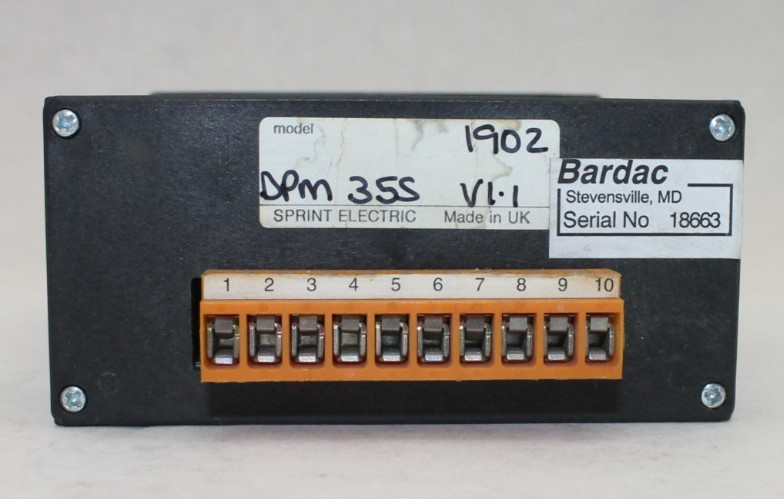 model 1902
DPM 35S V1.1
SPRINT ELECTRIC Made in UK
Bardac
Stevensville, MD
Serial No 18663
1 2 3 4 5 6 7 8 9 10